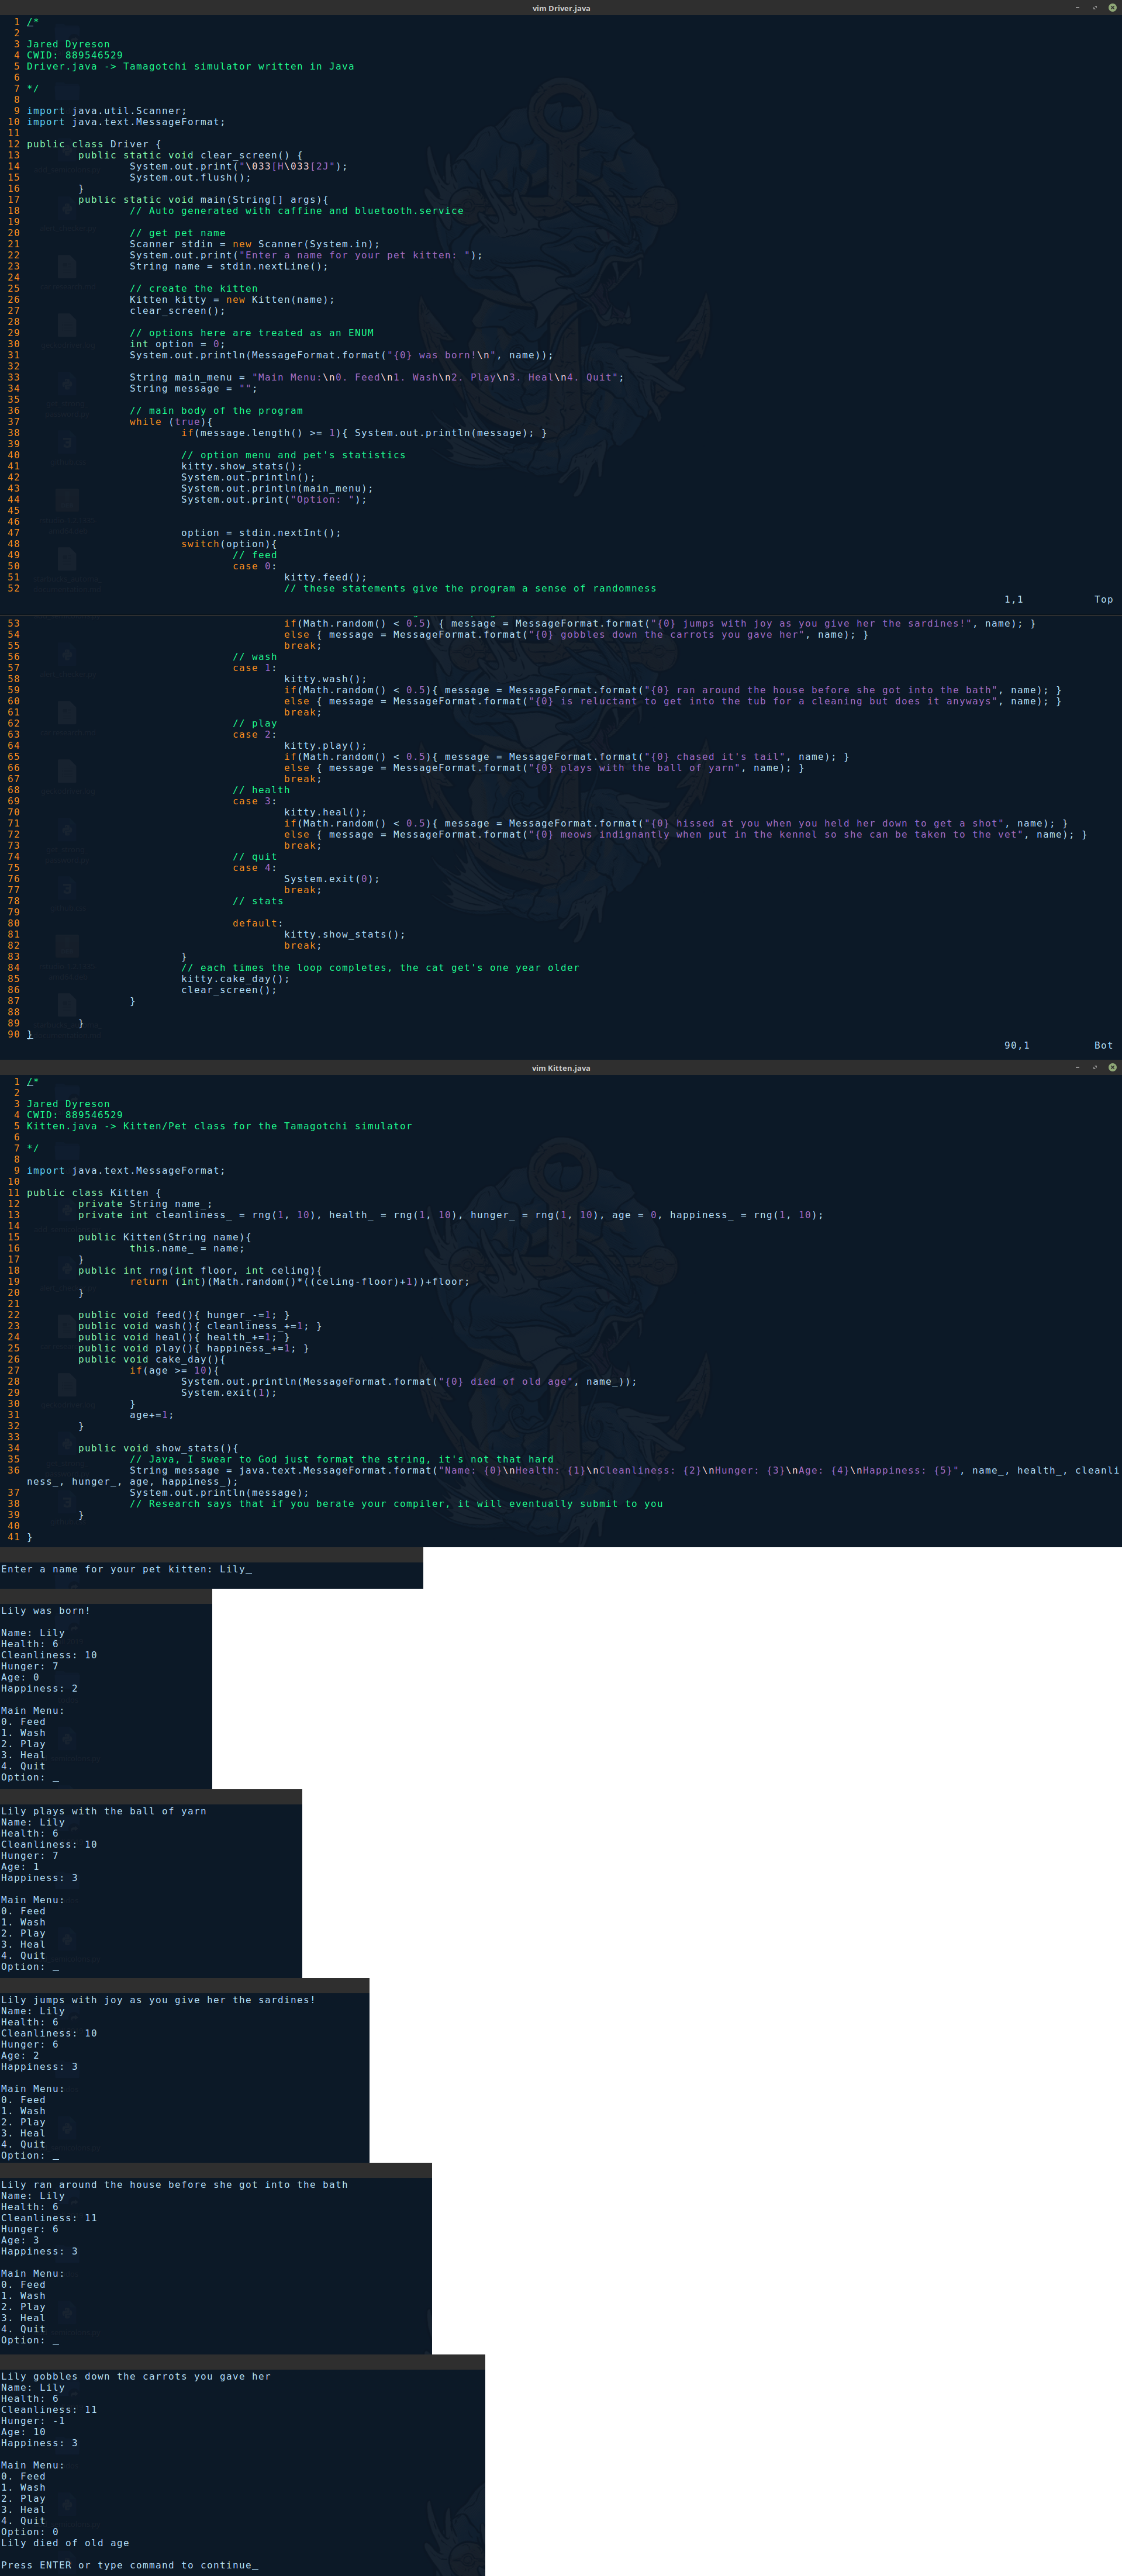 vim Driver.java
1 /*
2
3 Jared Dyreson
4 CWID: 889546529
5 Driver.java -> Tamagotchi simulator written in Java
6
7 */
8
9 import java.util.Scanner;
10 import java.text.MessageFormat;
11
12 public class Driver {
13 public static void clear_screen() {
14 System.out.print("\033[H\033[2J");
15 System.out.flush();
16 }
17 public static void main(String[] args){
18 // Auto generated with caffine and bluetooth.service
19
20 // get pet name
21 Scanner stdin = new Scanner(System.in);
22 System.out.print("Enter a name for your pet kitten: ");
23 String name = stdin.nextLine();
24
25 // create the kitten
26 Kitten kitty = new Kitten(name);
27 clear_screen();
28
29 // options here are treated as an ENUM
30 int option = 0;
31 System.out.println(MessageFormat.format("{0} was born!\n", name));
32
33 String main_menu = "Main Menu:\n0. Feed\n1. Wash\n2. Play\n3. Heal\n4. Quit";
34 String message = "";
35
36 // main body of the program
37 while (true){
38 if(message.length() >= 1){ System.out.println(message); }
39
40 // option menu and pet's statistics
41 kitty.show_stats();
42 System.out.println();
43 System.out.println(main_menu);
44 System.out.print("Option: ");
45
46
47 option = stdin.nextInt();
48 switch(option){
49 // feed
50 case 0:
51 kitty.feed();
52 // these statements give the program a sense of randomness
1,1 Top
53 if(Math.random() < 0.5) { message = MessageFormat.format("{0} jumps with joy as you give her the sardines!", name); }
54 else { message = MessageFormat.format("{0} gobbles down the carrots you gave her", name); }
55 break;
56 // wash
57 case 1:
58 kitty.wash();
59 if(Math.random() < 0.5){ message = MessageFormat.format("{0} ran around the house before she got into the bath", name); }
60 else { message = MessageFormat.format("{0} is reluctant to get into the tub for a cleaning but does it anyways", name); }
61 break;
62 // play
63 case 2:
64 kitty.play();
65 if(Math.random() < 0.5){ message = MessageFormat.format("{0} chased it's tail", name); }
66 else { message = MessageFormat.format("{0} plays with the ball of yarn", name); }
67 break;
68 // health
69 case 3:
70 kitty.heal();
71 if(Math.random() < 0.5){ message = MessageFormat.format("{0} hissed at you when you held her down to get a shot", name); }
72 else { message = MessageFormat.format("{0} meows indignantly when put in the kennel so she can be taken to the vet", name); }
73 break;
74 // quit
75 case 4:
76 System.exit(0);
77 break;
78 // stats
79
80 default:
81 kitty.show_stats();
82 break;
83 }
84 // each times the loop completes, the cat get's one year older
85 kitty.cake_day();
86 clear_screen();
87 }
88
89 }
90 }
90,1 Bot
vim Kitten.java
1 /*
2
3 Jared Dyreson
4 CWID: 889546529
5 Kitten.java -> Kitten/Pet class for the Tamagotchi simulator
6
7 */
8
9 import java.text.MessageFormat;
10
11 public class Kitten {
12 private String name_;
13 private int cleanliness_ = rng(1, 10), health_ = rng(1, 10), hunger_ = rng(1, 10), age = 0, happiness_ = rng(1, 10);
14
15 public Kitten(String name){
16 this.name_ = name;
17 }
18 public int rng(int floor, int celing){
19 return (int)(Math.random()*((celing-floor)+1))+floor;
20 }
21
22 public void feed(){ hunger_-=1; }
23 public void wash(){ cleanliness_+=1; }
24 public void heal(){ health_+=1; }
25 public void play(){ happiness_+=1; }
26 public void cake_day(){
27 if(age >= 10){
28 System.out.println(MessageFormat.format("{0} died of old age", name_));
29 System.exit(1);
30 }
31 age+=1;
32 }
33
34 public void show_stats(){
35 // Java, I swear to God just format the string, it's not that hard
36 String message = java.text.MessageFormat.format("Name: {0}\nHealth: {1}\nCleanliness: {2}\nHunger: {3}\nAge: {4}\nHappiness: {5}", name_, health_, cleanli
ness_, hunger_, age, happiness_);
37 System.out.println(message);
38 // Research says that if you berate your compiler, it will eventually submit to you
39 }
40
41 }
Enter a name for your pet kitten: Lily_
Lily was born!

Name: Lily
Health: 6
Cleanliness: 10
Hunger: 7
Age: 0
Happiness: 2

Main Menu:
0. Feed
1. Wash
2. Play
3. Heal
4. Quit
Option: _
Lily plays with the ball of yarn
Name: Lily
Health: 6
Cleanliness: 10
Hunger: 7
Age: 1
Happiness: 3

Main Menu:
0. Feed
1. Wash
2. Play
3. Heal
4. Quit
Option: _
Lily jumps with joy as you give her the sardines!
Name: Lily
Health: 6
Cleanliness: 10
Hunger: 6
Age: 2
Happiness: 3

Main Menu:
0. Feed
1. Wash
2. Play
3. Heal
4. Quit
Option: _
Lily ran around the house before she got into the bath
Name: Lily
Health: 6
Cleanliness: 11
Hunger: 6
Age: 3
Happiness: 3

Main Menu:
0. Feed
1. Wash
2. Play
3. Heal
4. Quit
Option: _
Lily gobbles down the carrots you gave her
Name: Lily
Health: 6
Cleanliness: 11
Hunger: -1
Age: 10
Happiness: 3

Main Menu:
0. Feed
1. Wash
2. Play
3. Heal
4. Quit
Option: 0
Lily died of old age

Press ENTER or type command to continue_